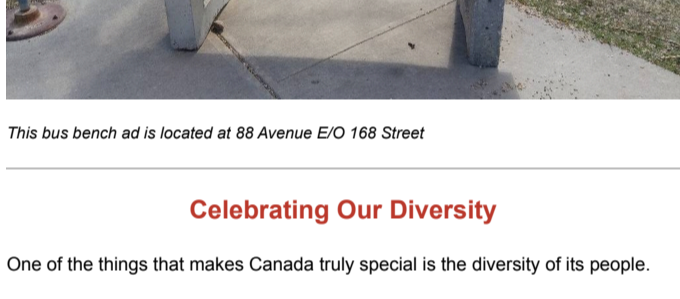 This bus bench ad is located at 88 Avenue E/O 168 Street
Celebrating Our Diversity
One of the things that makes Canada truly special is the diversity of its people.